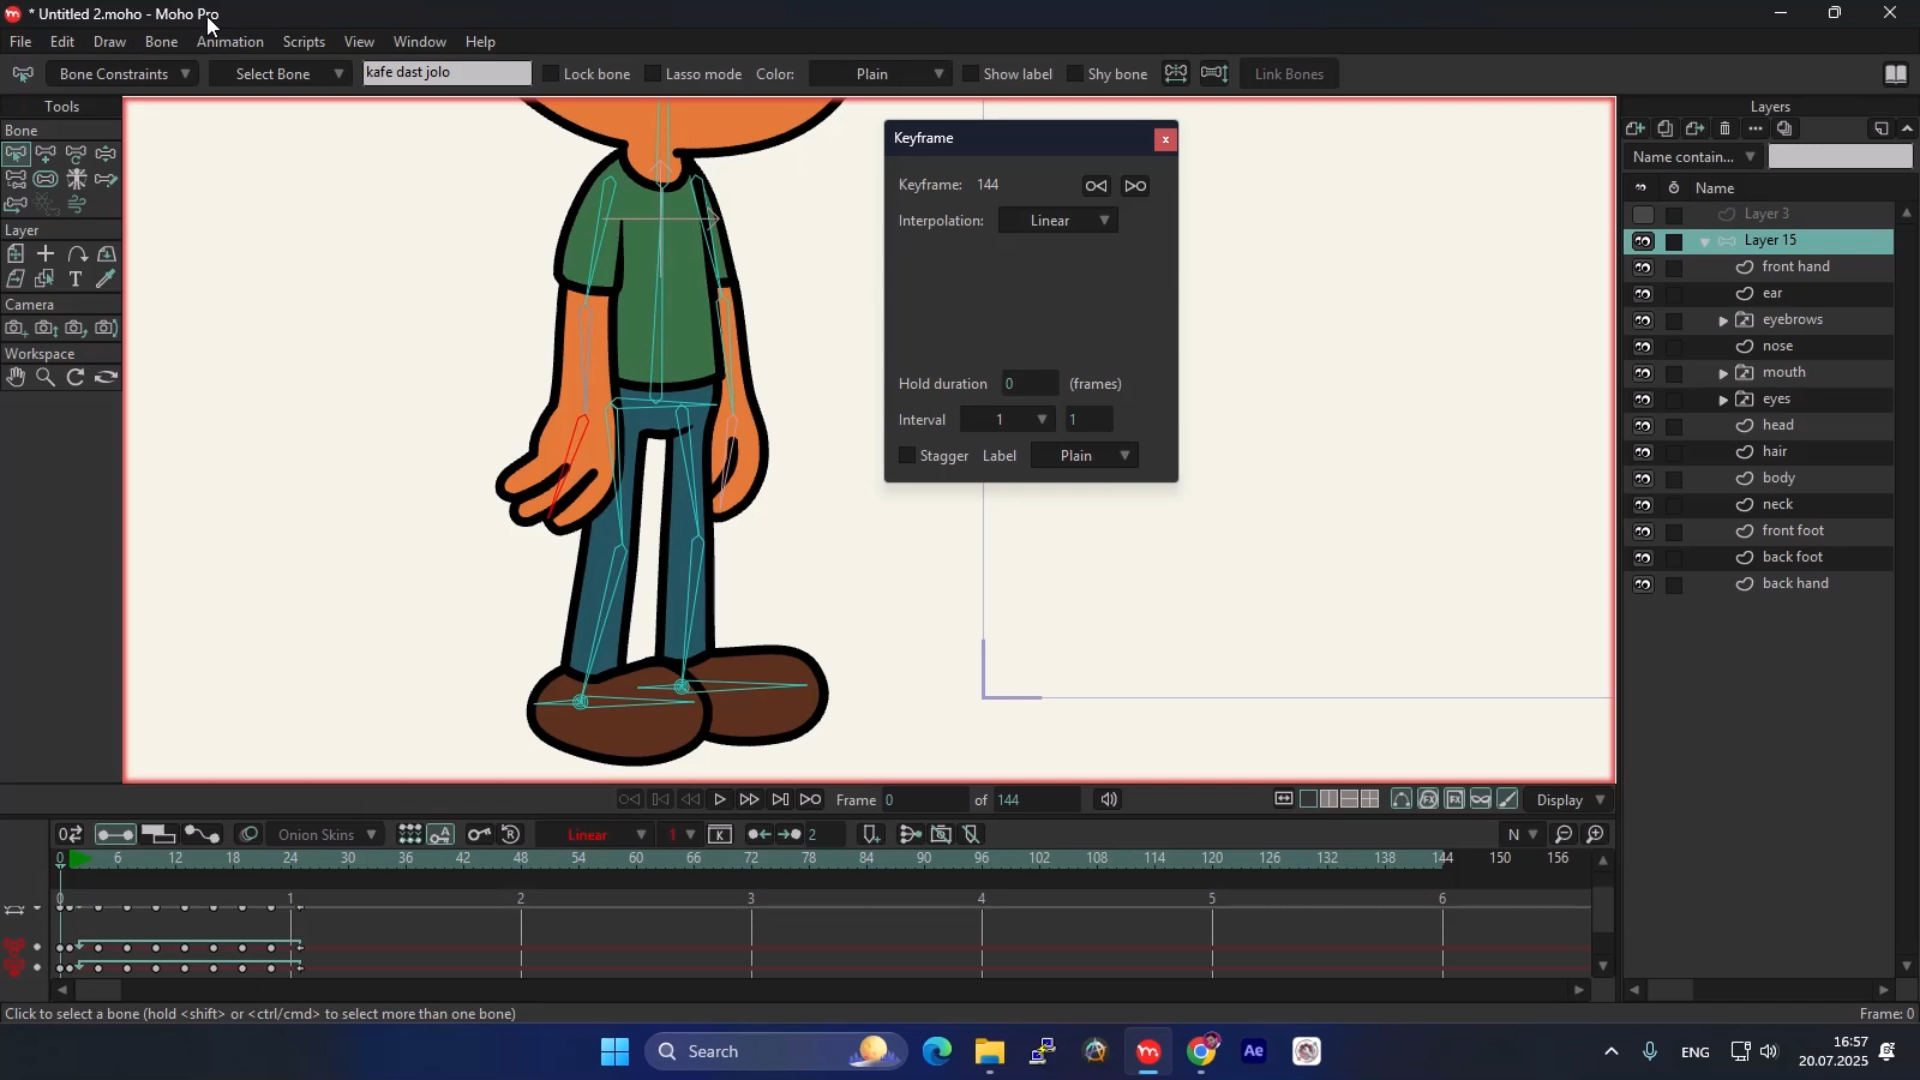 * Untitled 2.moho - Moho Pro
File Edit Draw Bone Animation Scripts View Window Help
Bone Constraints Select Bone kafe dast jolo Lock bone Lasso mode Color: Plain Show label Shy bone Link Bones
Tools
Bone
Layer
T
Camera
Workspace
Keyframe x
Keyframe: 144
Interpolation: Linear
Hold duration 0 (frames)
Interval 1 1
Stagger Label Plain
Layers
Name contain...
Name
Layer 3
Layer 15
front hand
ear
eyebrows
nose
mouth
eyes
head
hair
body
neck
front foot
back foot
back hand
Frame 0 of 144 Display
Onion Skins Linear 1 K 2 N
0 6 12 18 24 30 36 42 48 54 60 66 72 78 84 90 96 102 108 114 120 126 132 138 144 150 156
0 1 2 3 4 5 6
Click to select a bone (hold <shift> or <ctrl/cmd> to select more than one bone) Frame: 0
Search Ae ENG 16:57
20.07.2025